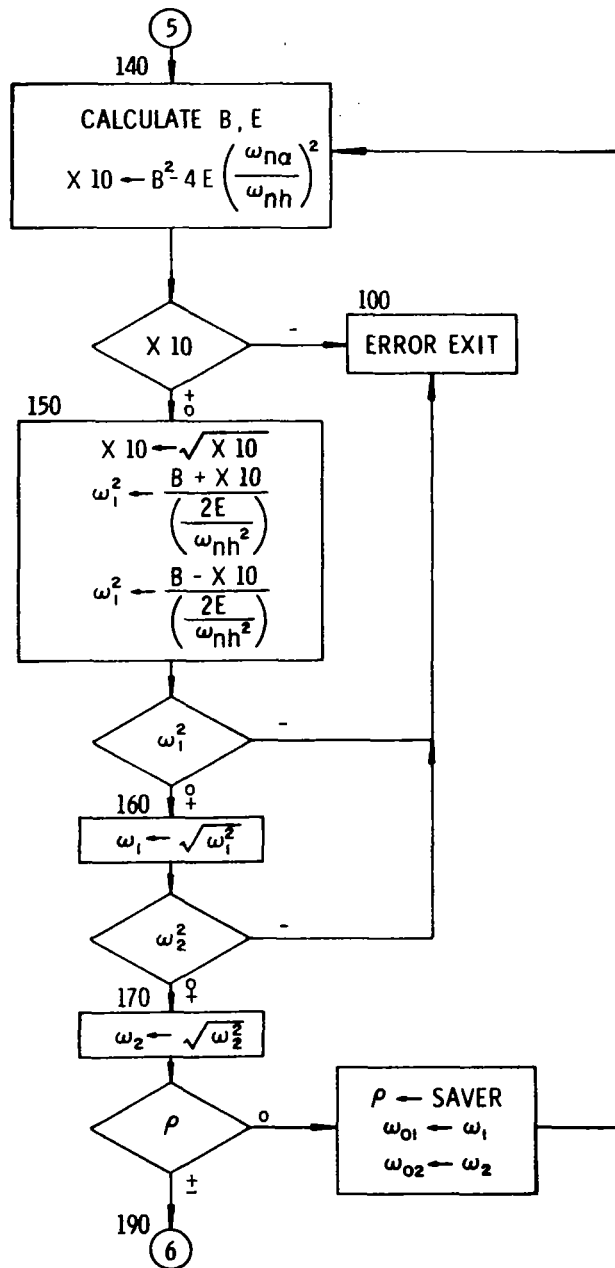 5
140
CALCULATE B, E
X 10 ← B² - 4 E (ωnα / ωnh)²
100
X 10
-
ERROR EXIT
+
0
150
X 10 ← √X 10
ω₁² ← B + X 10 / (2E / ωnh²)
ω₁² ← B - X 10 / (2E / ωnh²)
ω₁²
-
0
+
160
ω₁ ← √ω₁²
ω₂²
-
0
+
170
ω₂ ← √ω₂²
ρ
0
ρ ← SAVER
ω₀₁ ← ω₁
ω₀₂ ← ω₂
±
190
6